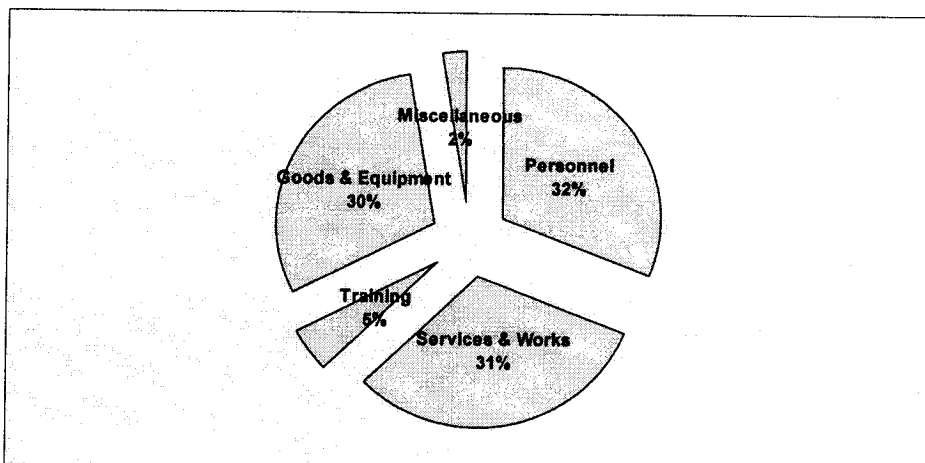 Miscellaneous
2%
Personnel
32%
Goods & Equipment
30%
Training
5%
Services & Works
31%